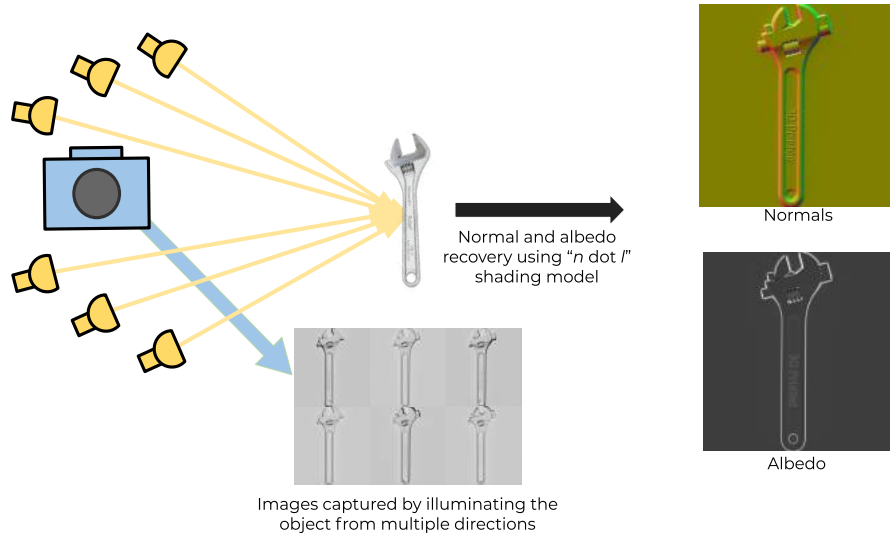 Normals
Normal and albedo
recovery using “n dot l”
shading model
Albedo
Images captured by illuminating the
object from multiple directions